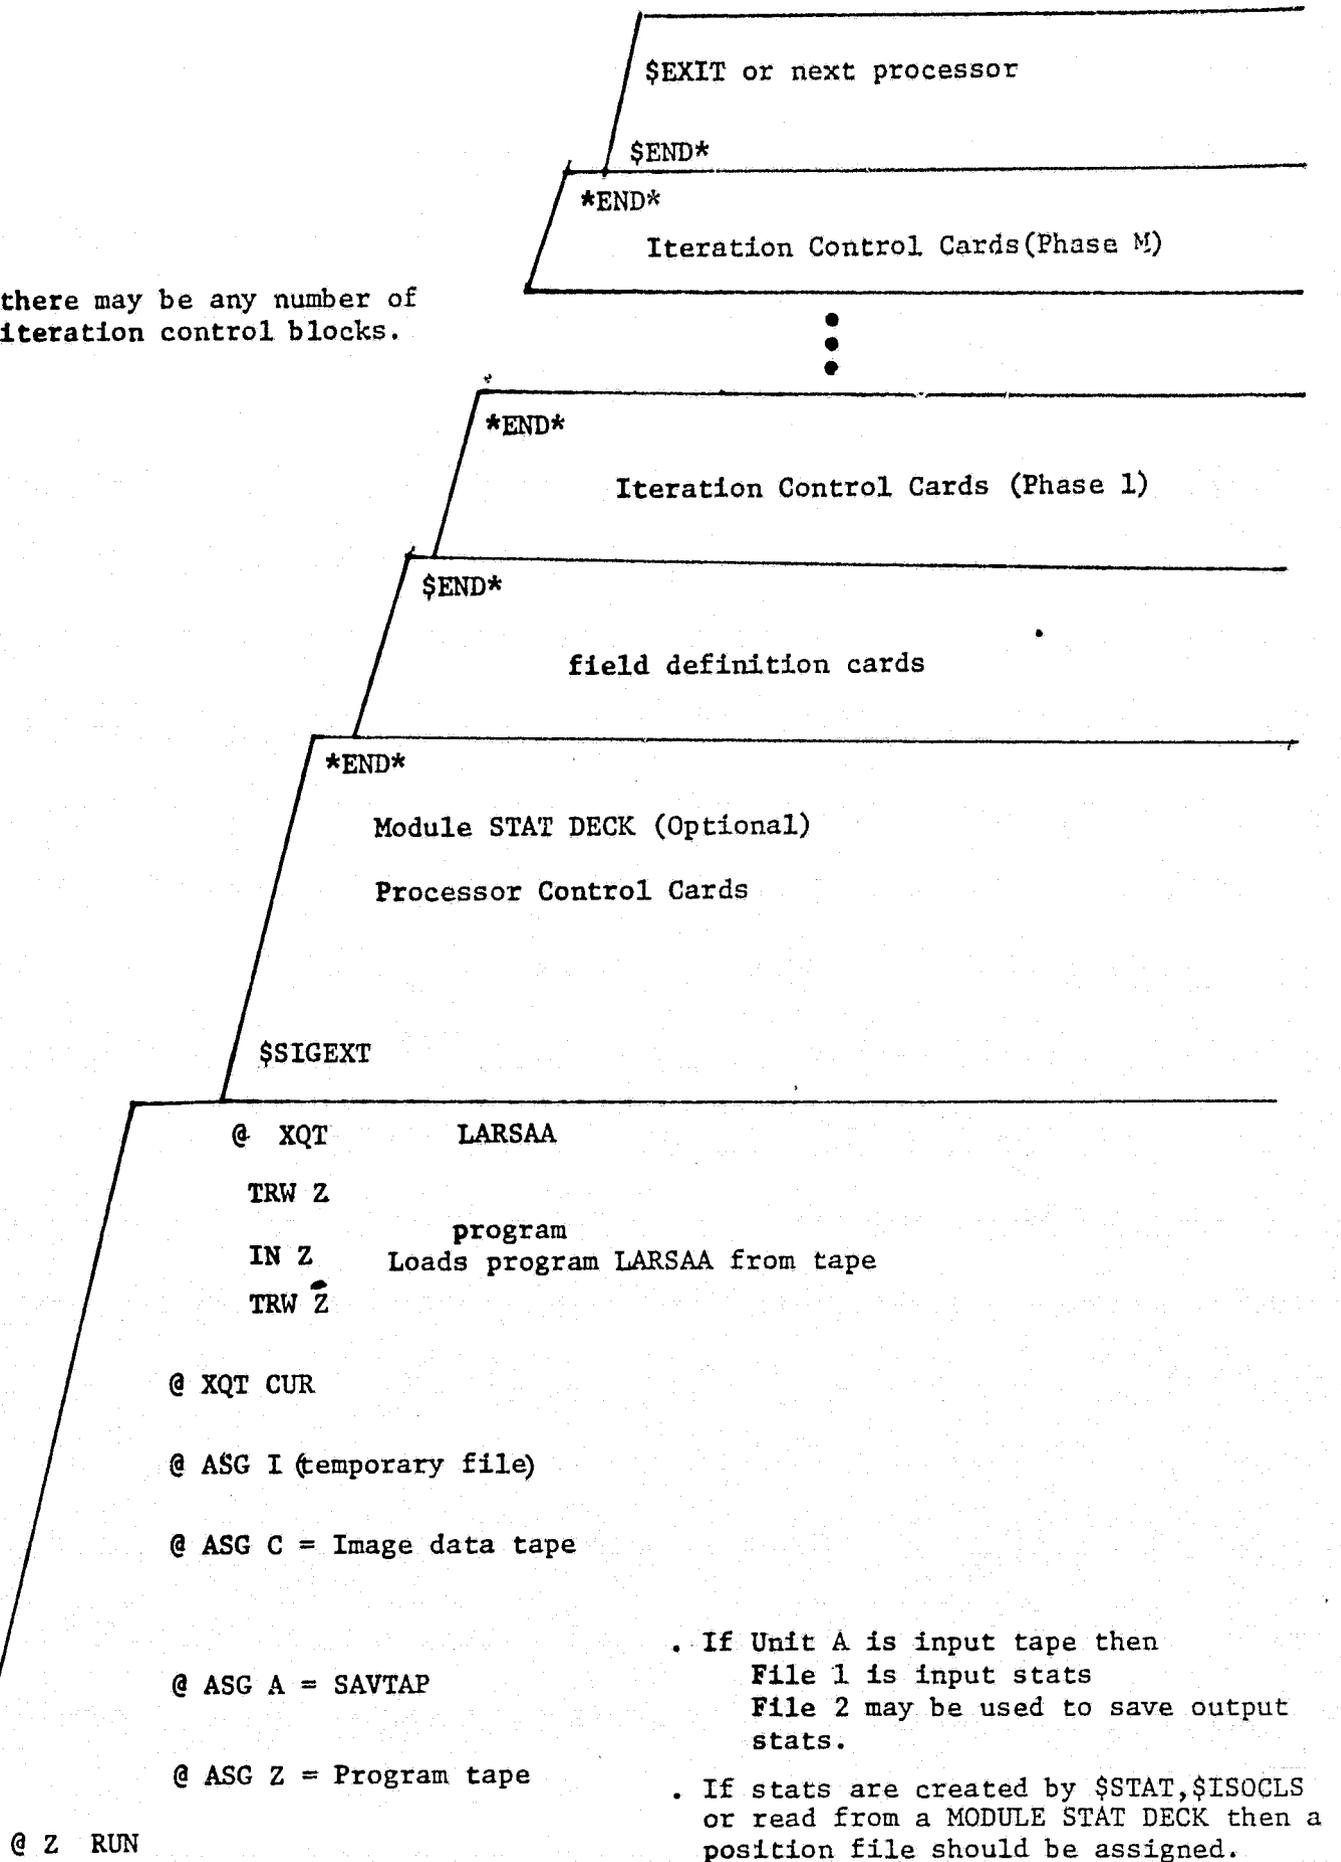 $EXIT or next processor
$END*
*END*
Iteration Control Cards(Phase M)
there may be any number of
iteration control blocks.
*END*
Iteration Control Cards (Phase 1)
$END*
field definition cards
*END*
Module STAT DECK (Optional)
Processor Control Cards
$SIGEXT
@ XQT LARSAA
TRW Z
program
IN Z Loads program LARSAA from tape
TRW Z
@ XQT CUR
@ ASG I (temporary file)
@ ASG C = Image data tape
. If Unit A is input tape then
File 1 is input stats
@ ASG A = SAVTAP
File 2 may be used to save output
stats.
@ ASG Z = Program tape
. If stats are created by $STAT,$ISOCLS
or read from a MODULE STAT DECK then a
position file should be assigned.
@ Z RUN